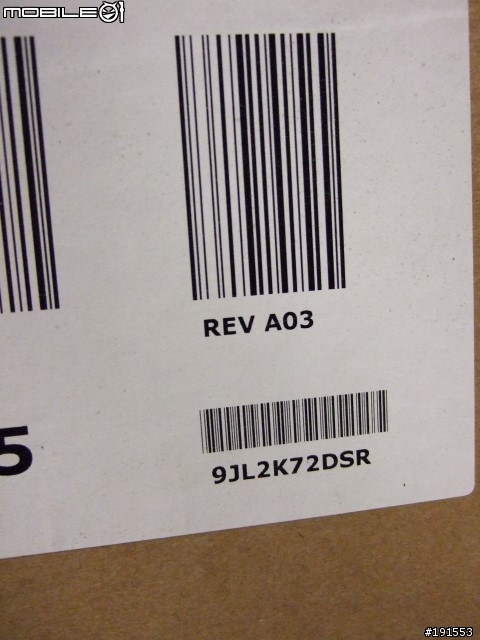 MOBILE01
REV A03
5
9JL2K72DSR
#191553